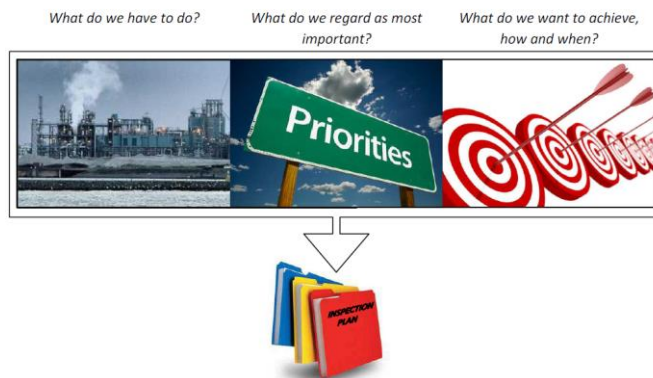 What do we have to do?
What do we regard as most
important?
What do we want to achieve,
how and when?
Priorities
INSPECTION
PLAN